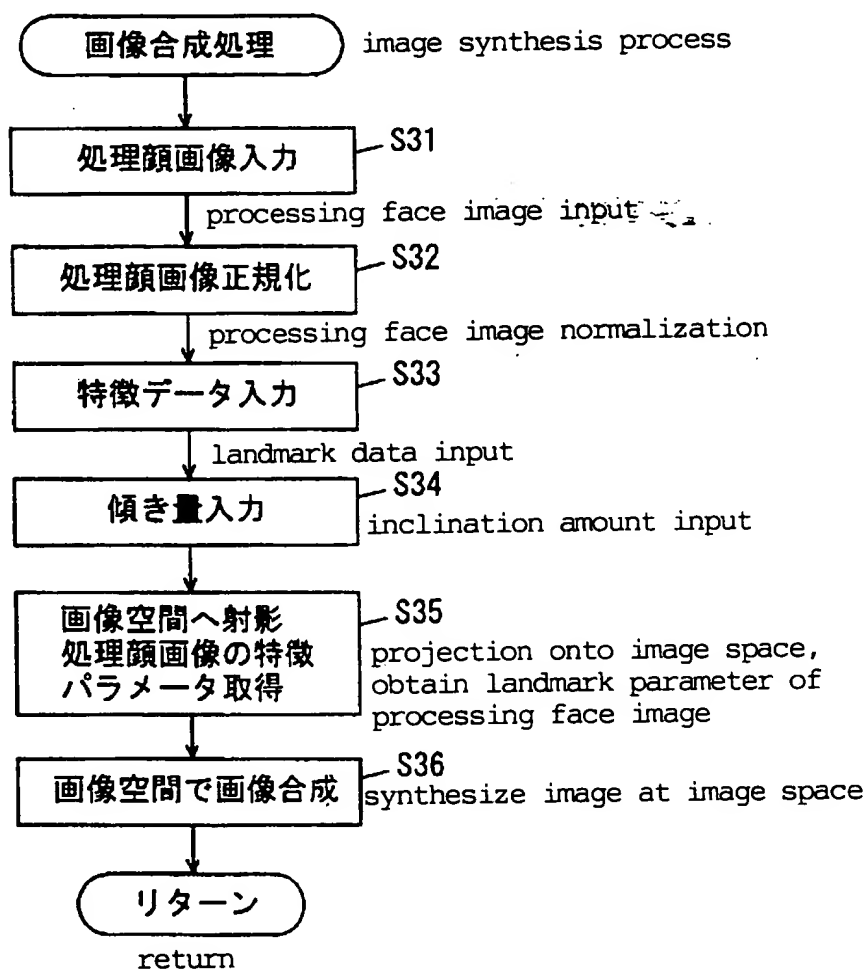 画像合成処理
image synthesis process
S31
処理顔画像入力
processing face image input
S32
処理顔画像正規化
processing face image normalization
S33
特徴データ入力
landmark data input
S34
傾き量入力
inclination amount input
S35
画像空間へ射影
処理顔画像の特徴
パラメータ取得
projection onto image space,
obtain landmark parameter of
processing face image
S36
画像空間で画像合成
synthesize image at image space
リターン
return